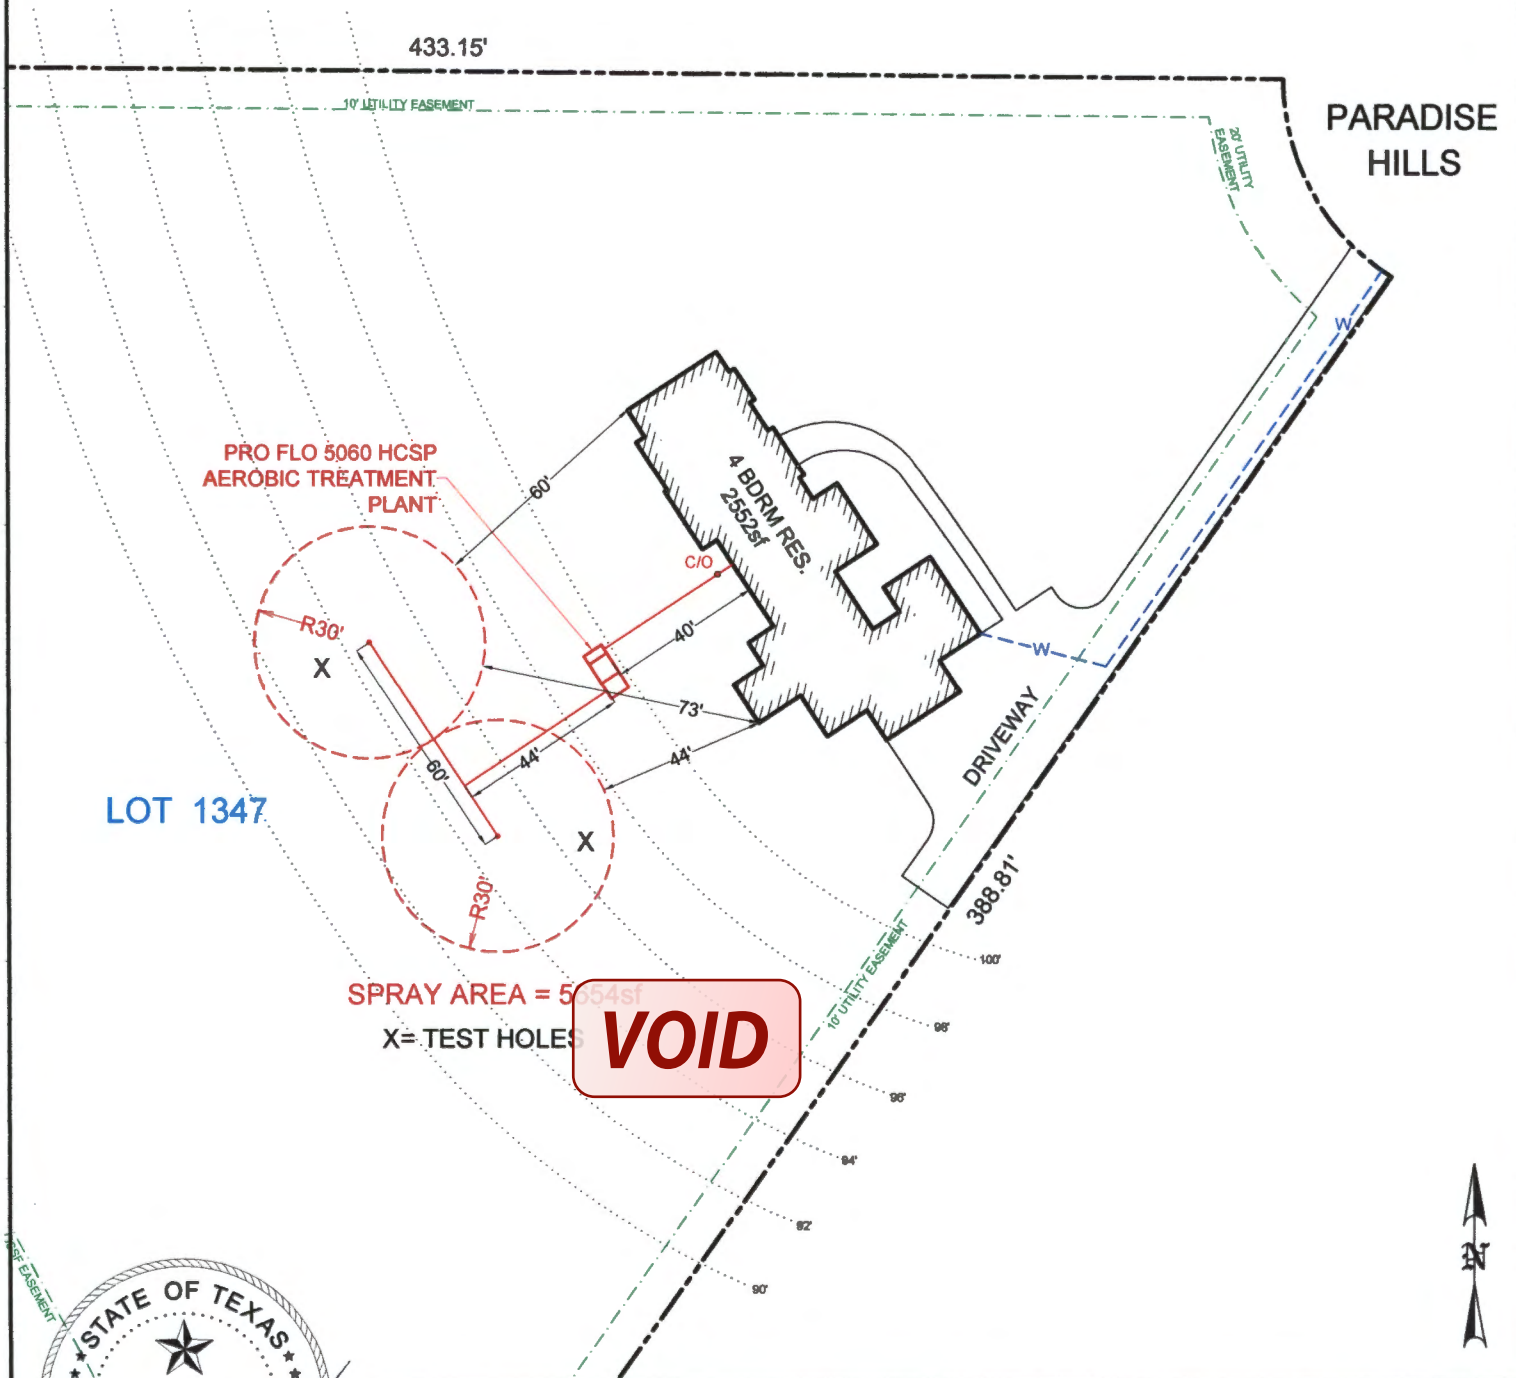 433.15'
10' UTILITY EASEMENT
PARADISE
HILLS
20' UTILITY
EASEMENT
W
PRO FLO 5060 HCSP
AEROBIC TREATMENT
PLANT
60'
4 BDRM RES.
2552sf
C/O
R30'
X
40'
W
73'
44'
44'
60'
DRIVEWAY
LOT 1347
X
R30'
388.81'
10' UTILITY EASEMENT
100'
SPRAY AREA = 5654sf
X= TEST HOLES
VOID
98'
96'
94'
92'
90'
N
EASEMENT
STATE OF TEXAS